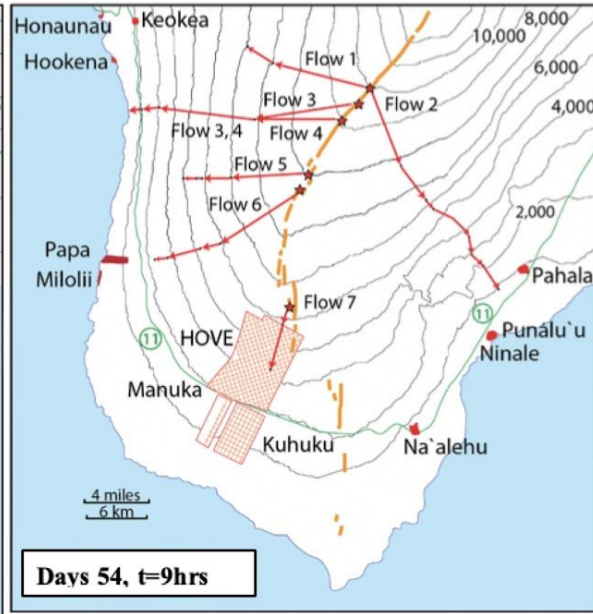 Honaunau
Keokea
Hookena
8,000
10,000
6,000
4,000
2,000
Flow 1
Flow 3
Flow 2
Flow 3, 4
Flow 4
Flow 5
Flow 6
Papa
Milolii
Pahala
Flow 7
11
HOVE
11
Punálu`u
Ninale
Manuka
Kuhuku
Na`alehu
4 miles
6 km
Days 54, t=9hrs